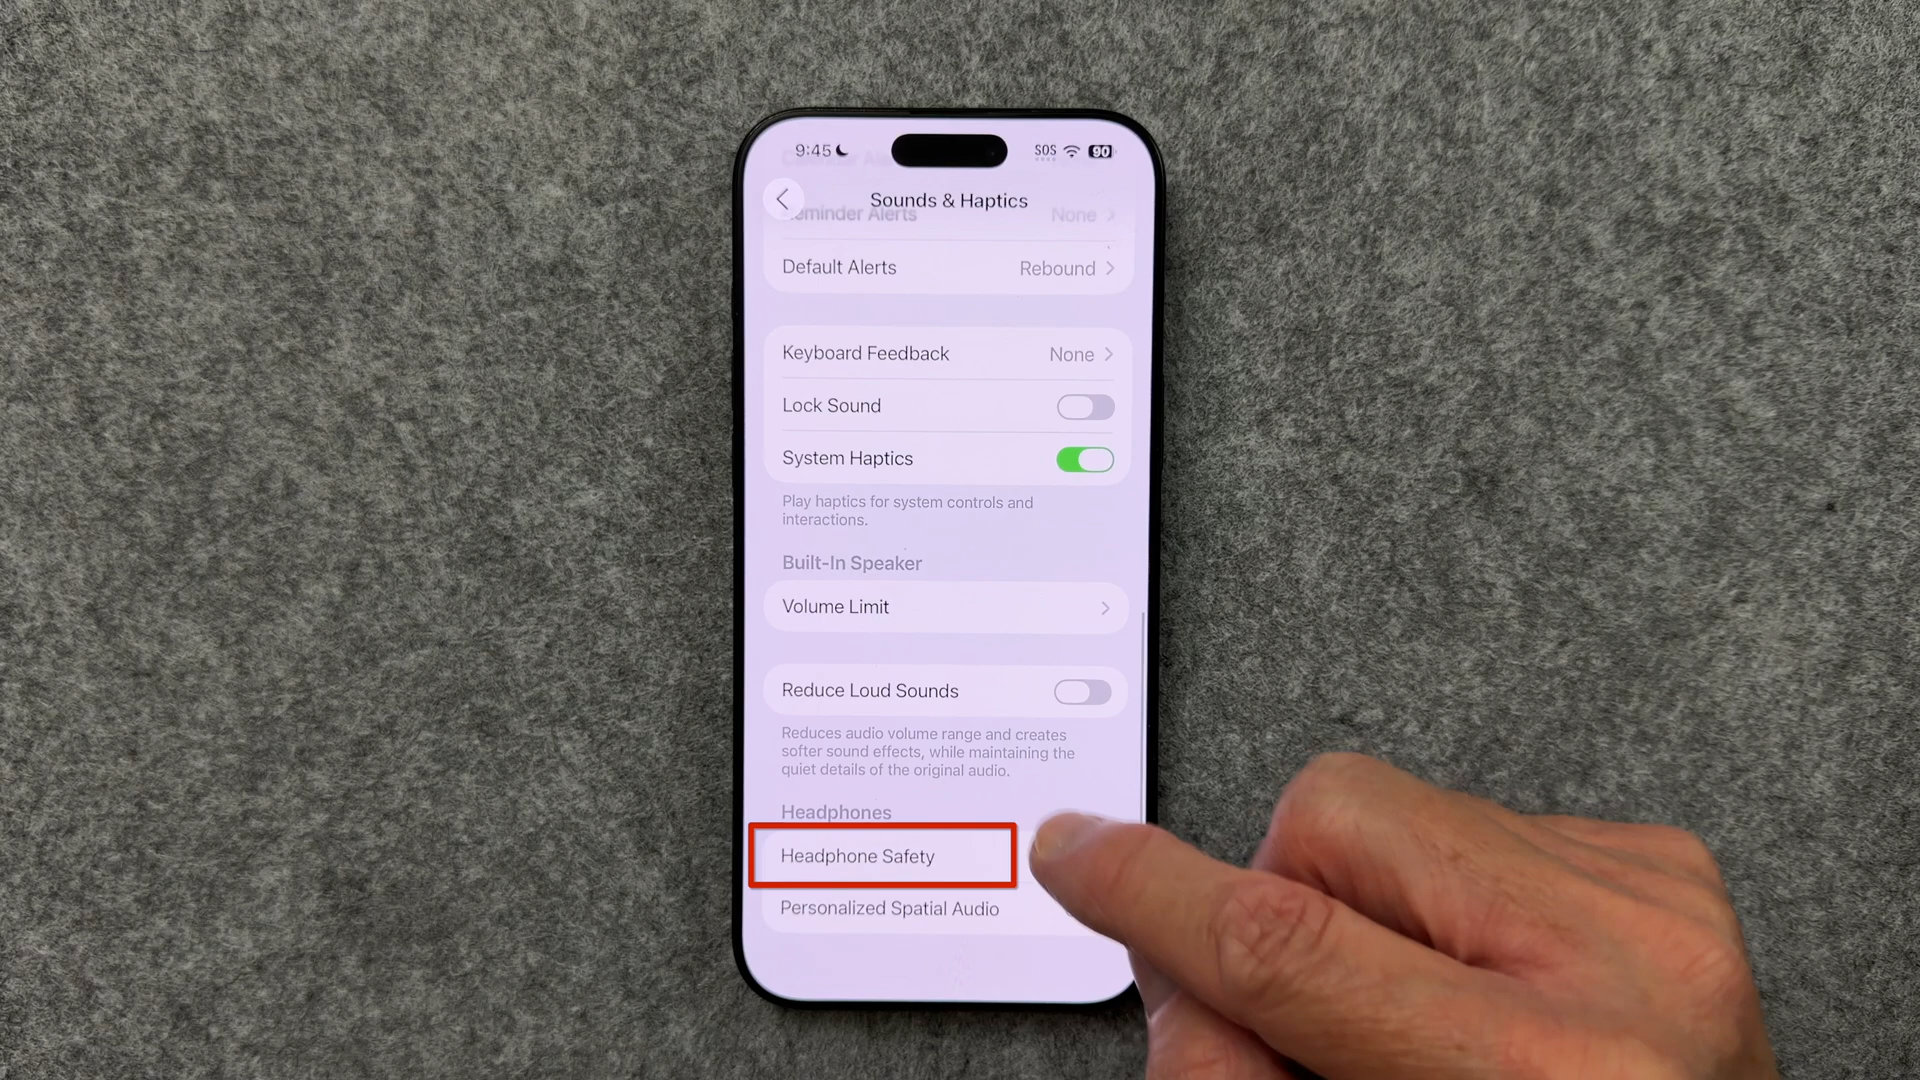 9:45
SOS
90
Sounds & Haptics
Reminder Alerts None
Default Alerts Rebound
Keyboard Feedback None
Lock Sound
System Haptics
Play haptics for system controls and
interactions.
Built-In Speaker
Volume Limit
Reduce Loud Sounds
Reduces audio volume range and creates
softer sound effects, while maintaining the
quiet details of the original audio.
Headphones
Headphone Safety
Personalized Spatial Audio